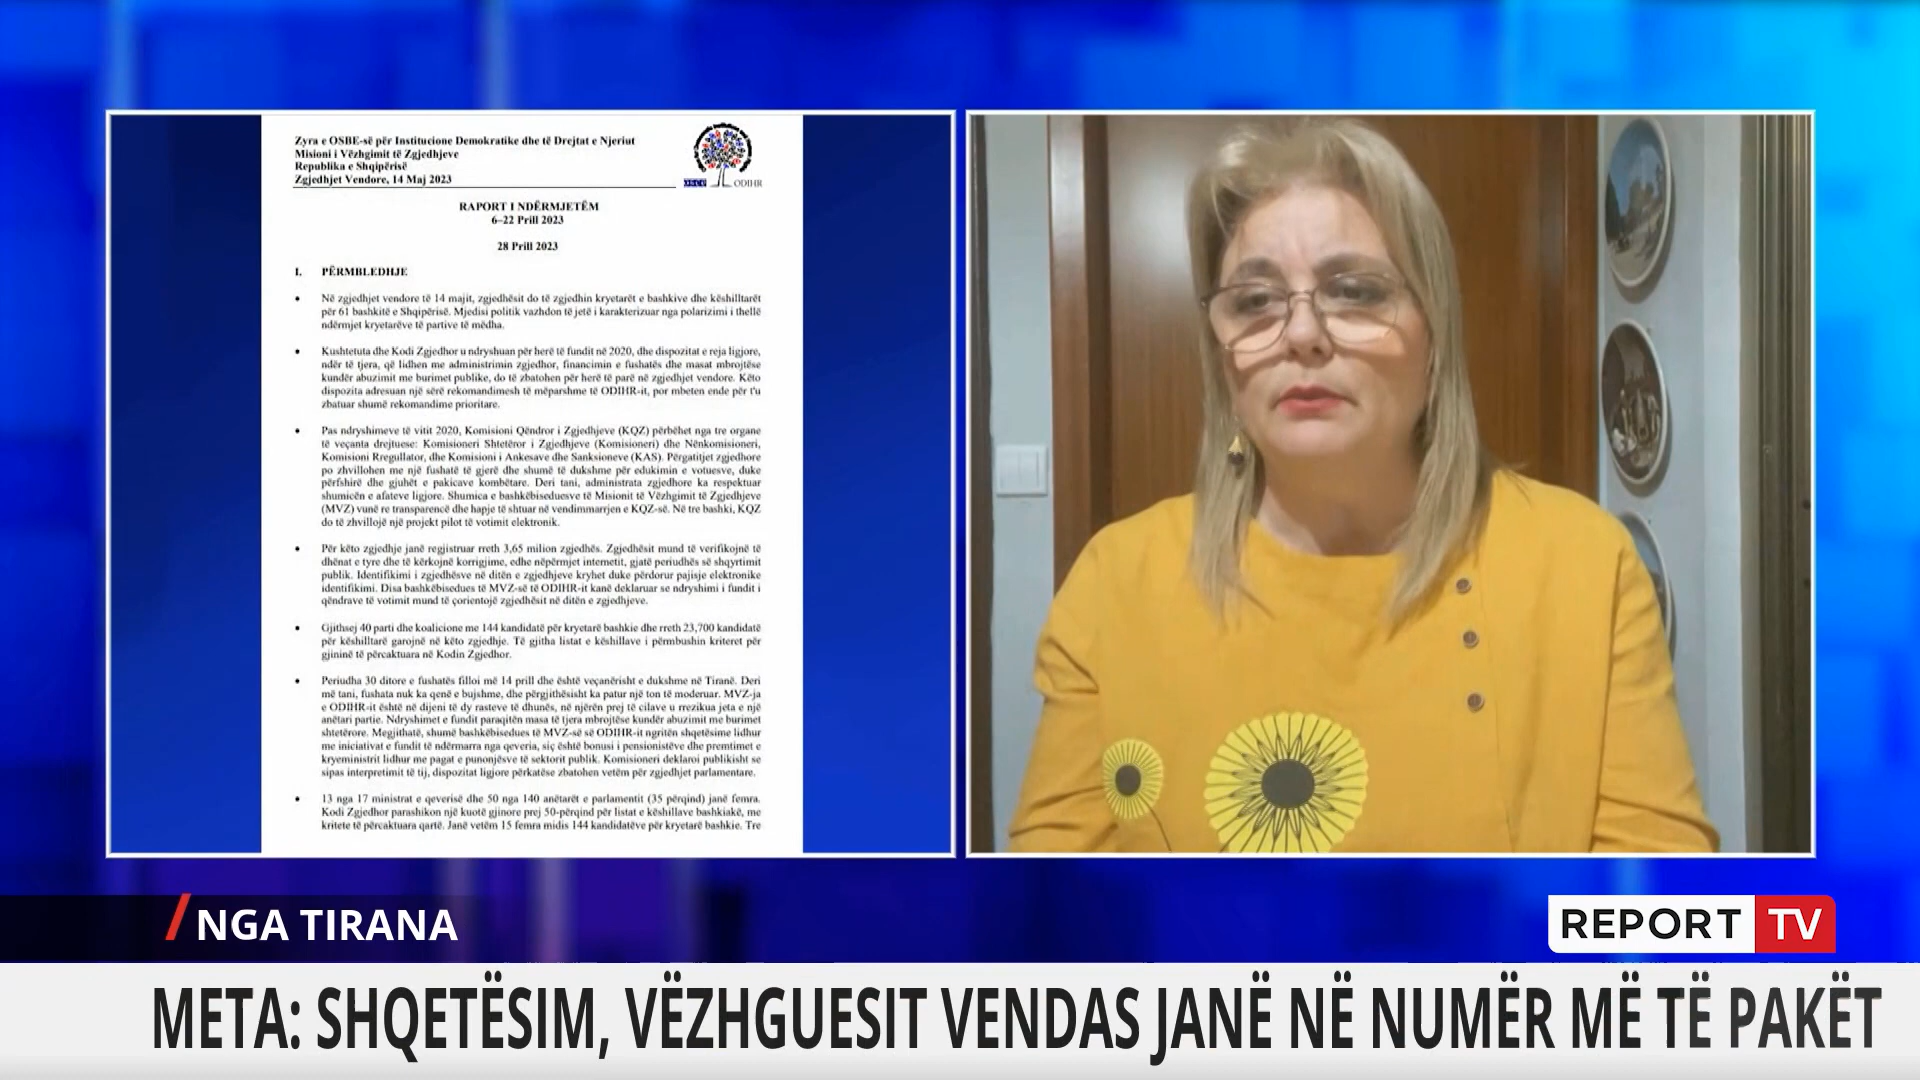 Zyra e OSBE-së për Institucione Demokratike dhe të Drejtat e Njeriut
Misioni i Vëzhgimit të Zgjedhjeve
Republika e Shqipërisë
Zgjedhjet Vendore, 14 Maj 2023
OSCE ODIHR
RAPORT I NDËRMJETËM
6–22 Prill 2023
28 Prill 2023
I. PËRMBLEDHJE
• Në zgjedhjet vendore të 14 majit, zgjedhësit do të zgjedhin kryetarët e bashkive dhe këshilltarët
për 61 bashkitë e Shqipërisë. Mjedisi politik vazhdon të jetë i karakterizuar nga polarizimi i thellë
ndërmjet kryetarëve të partive të mëdha.
• Kushtetuta dhe Kodi Zgjedhor u ndryshuan për herë të fundit në 2020, dhe dispozitat e reja ligjore,
ndër të tjera, që lidhen me administrimin zgjedhor, financimin e fushatës dhe masat mbrojtëse
kundër abuzimit me burimet publike, do të zbatohen për herë të parë në zgjedhjet vendore. Këto
dispozita adresuan një sërë rekomandimesh të mëparshme të ODIHR-it, por mbeten ende për t'u
zbatuar shumë rekomandime prioritare.
• Pas ndryshimeve të vitit 2020, Komisioni Qëndror i Zgjedhjeve (KQZ) përbëhet nga tre organe
të veçanta drejtuese: Komisioneri Shtetëror i Zgjedhjeve (Komisioneri) dhe Nënkomisioneri,
Komisioni Rregullator, dhe Komisioni i Ankesave dhe Sanksioneve (KAS). Përgatitjet zgjedhore
po zhvillohen me një fushatë të gjerë dhe shumë të dukshme për edukimin e votuesve, duke
përfshirë dhe gjuhët e pakicave kombëtare. Deri tani, administrata zgjedhore ka respektuar
shumicën e afateve ligjore. Shumica e bashkëbiseduesve të Misionit të Vëzhgimit të Zgjedhjeve
(MVZ) vunë re transparencë dhe hapje të shtuar në vendimmarrjen e KQZ-së. Në tre bashki, KQZ
do të zhvillojë një projekt pilot të votimit elektronik.
• Për këto zgjedhje janë regjistruar rreth 3,65 milion zgjedhës. Zgjedhësit mund të verifikojnë të
dhënat e tyre dhe të kërkojnë korrigjime, edhe nëpërmjet internetit, gjatë periudhës së shqyrtimit
publik. Identifikimi i zgjedhësve në ditën e zgjedhjeve kryhet duke përdorur pajisje elektronike
identifikimi. Disa bashkëbisedues të MVZ-së të ODIHR-it kanë deklaruar se ndryshimi i fundit i
qëndrave të votimit mund të çorientojë zgjedhësit në ditën e zgjedhjeve.
• Gjithsej 40 parti dhe koalicione me 144 kandidatë për kryetarë bashkie dhe rreth 23,700 kandidatë
për këshilltarë garojnë në këto zgjedhje. Të gjitha listat e këshillave i përmbushin kriteret për
gjininë të përcaktuara në Kodin Zgjedhor.
• Periudha 30 ditore e fushatës filloi më 14 prill dhe është veçanërisht e dukshme në Tiranë. Deri
më tani, fushata nuk ka qenë e bujshme, dhe përgjithësisht ka patur një ton të moderuar. MVZ-ja
e ODIHR-it është në dijeni të dy rasteve të dhunës, në njërën prej të cilave u rrezikua jeta e një
anëtari partie. Ndryshimet e fundit paraqitën masa të tjera mbrojtëse kundër abuzimit me burimet
shtetërore. Megjithatë, shumë bashkëbisedues të MVZ-së së ODIHR-it ngritën shqetësime lidhur
me iniciativat e fundit të ndërmarra nga qeveria, siç është bonusi i pensionistëve dhe premtimet e
kryeministrit lidhur me pagat e punonjësve të sektorit publik. Komisioneri deklaroi publikisht se
sipas interpretimit të tij, dispozitat ligjore përkatëse zbatohen vetëm për zgjedhjet parlamentare.
• 13 nga 17 ministrat e qeverisë dhe 50 nga 140 anëtarët e parlamentit (35 përqind) janë femra.
Kodi Zgjedhor parashikon një kuotë gjinore prej 50-përqind për listat e këshillave bashkiakë, me
kritete të përcaktuara qartë. Janë vetëm 15 femra midis 144 kandidatëve për kryetarë bashkie. Tre
NGA TIRANA
REPORT TV
META: SHQETËSIM, VËZHGUESIT VENDAS JANË NË NUMËR MË TË PAKËT